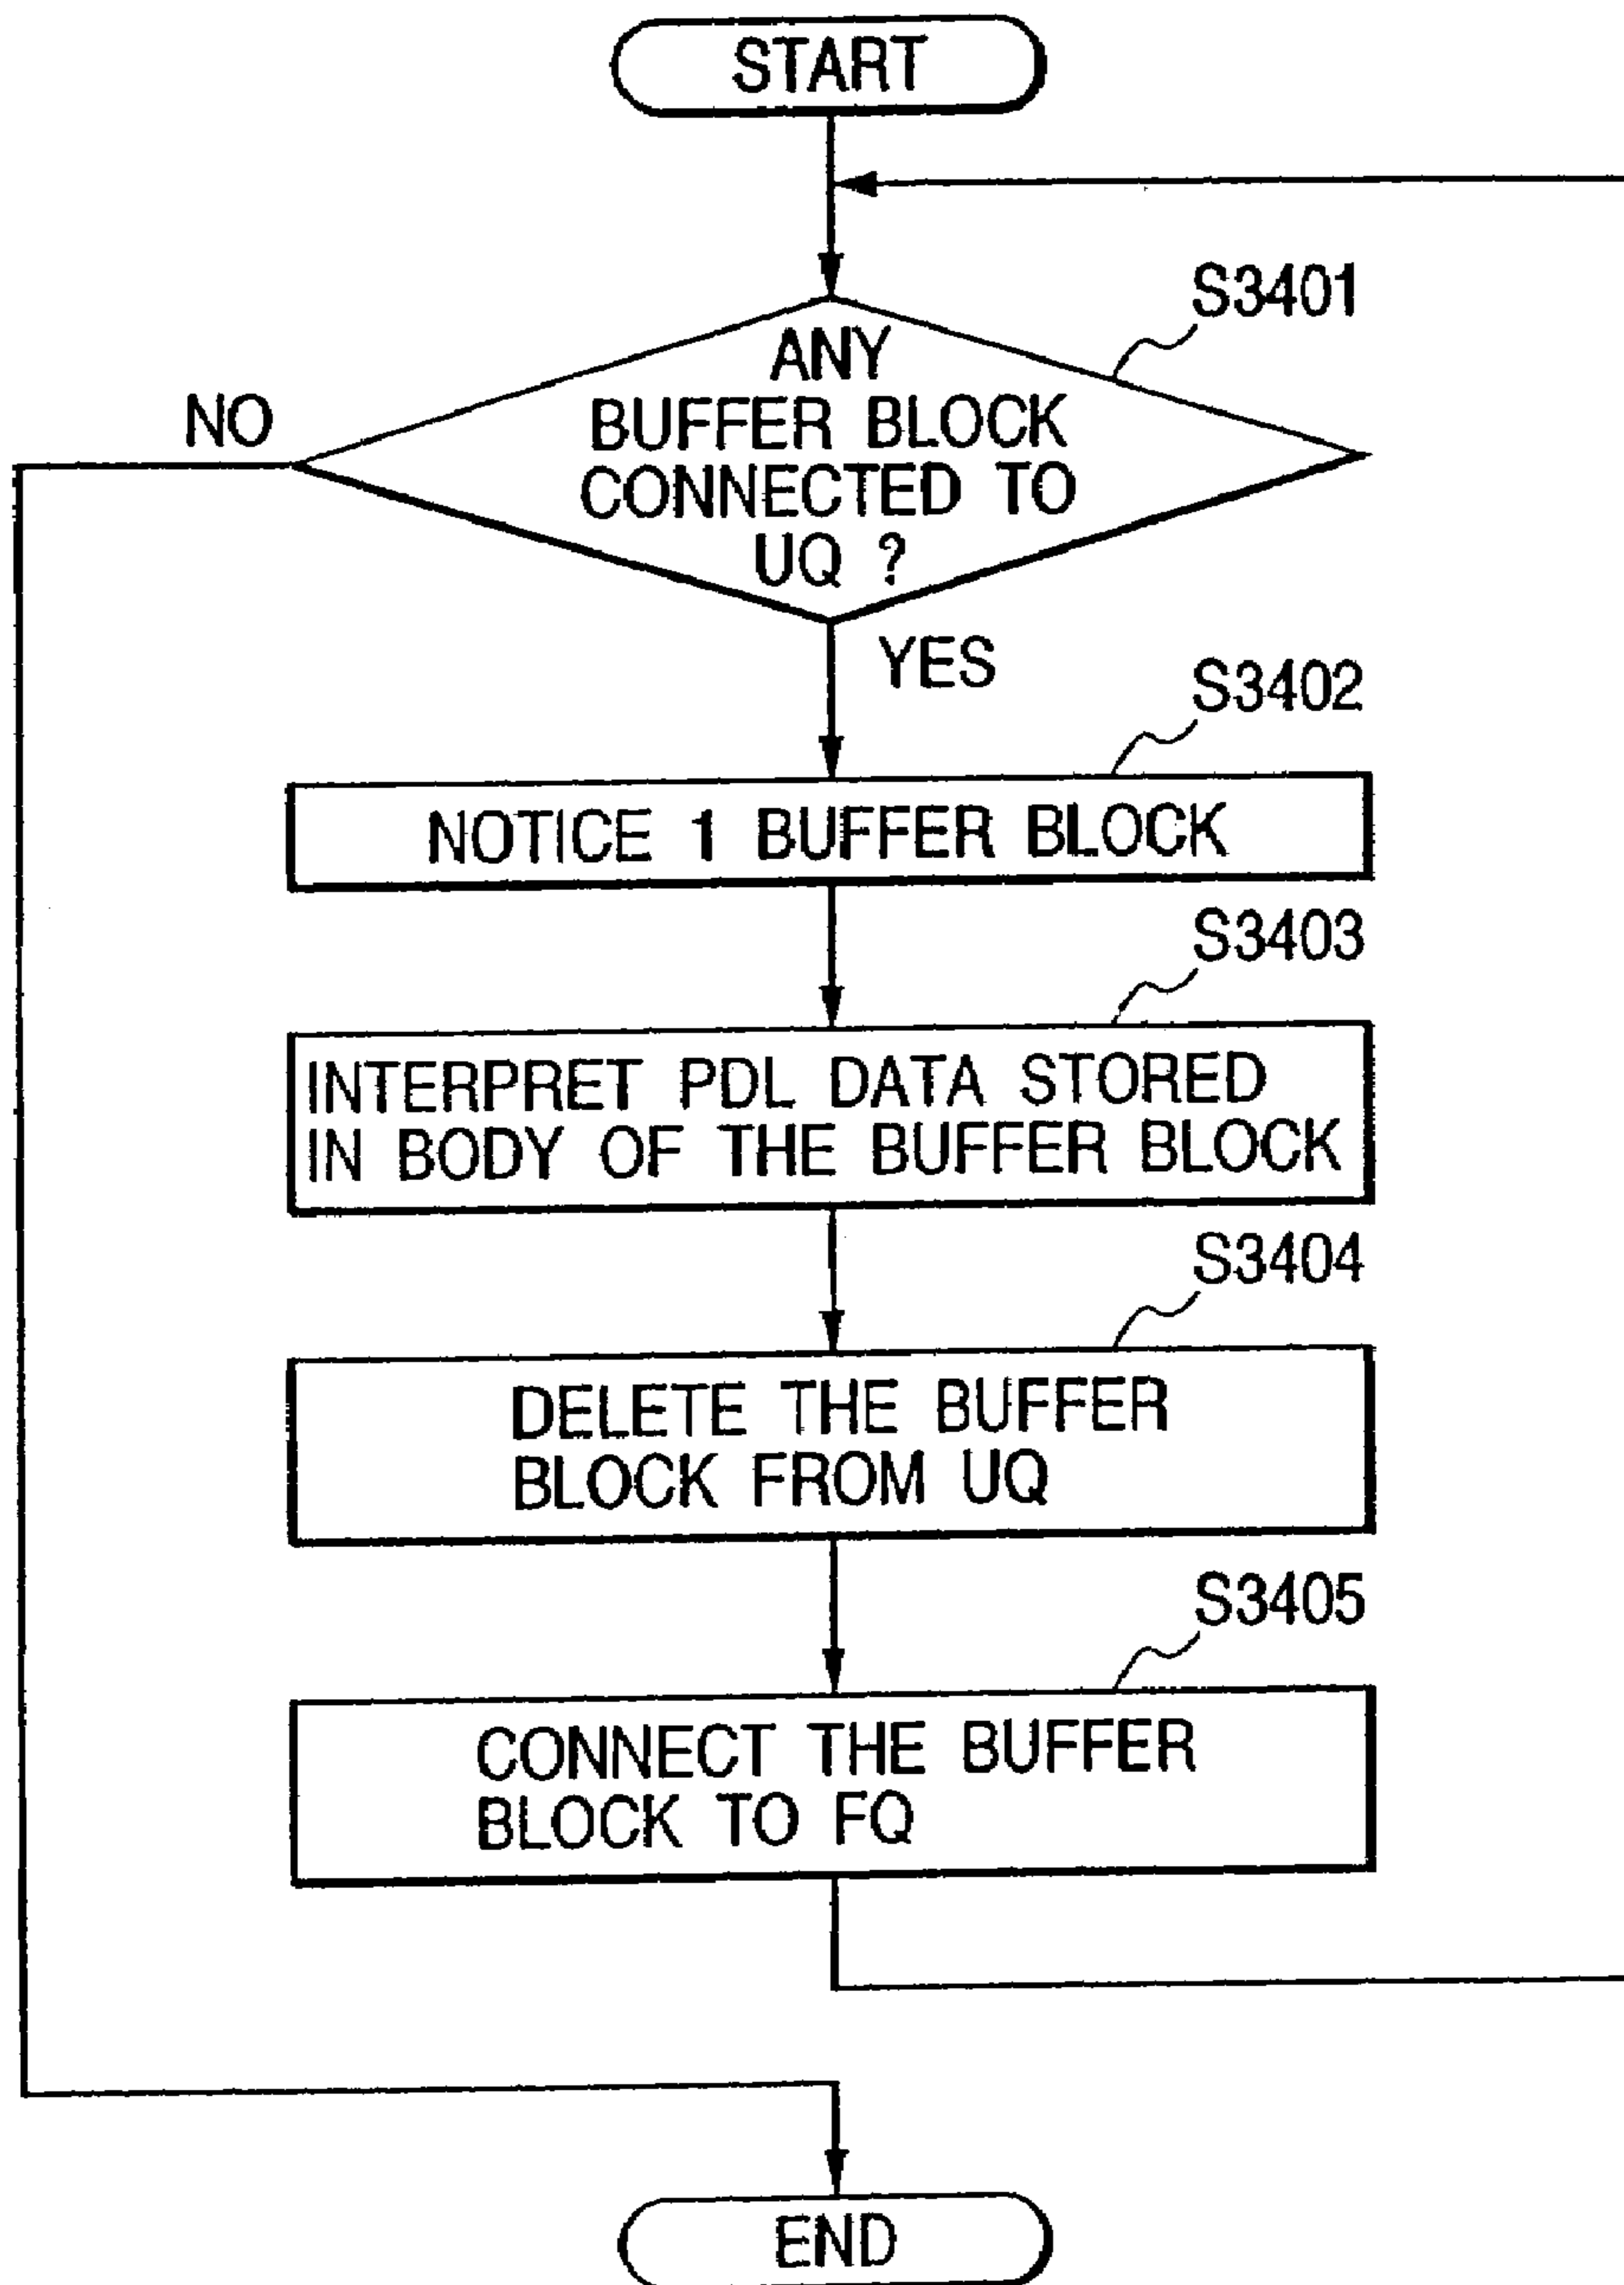 START
S3401
ANY
BUFFER BLOCK
CONNECTED TO
UQ ?
NO
YES
S3402
NOTICE 1 BUFFER BLOCK
S3403
INTERPRET PDL DATA STORED
IN BODY OF THE BUFFER BLOCK
S3404
DELETE THE BUFFER
BLOCK FROM UQ
S3405
CONNECT THE BUFFER
BLOCK TO FQ
END